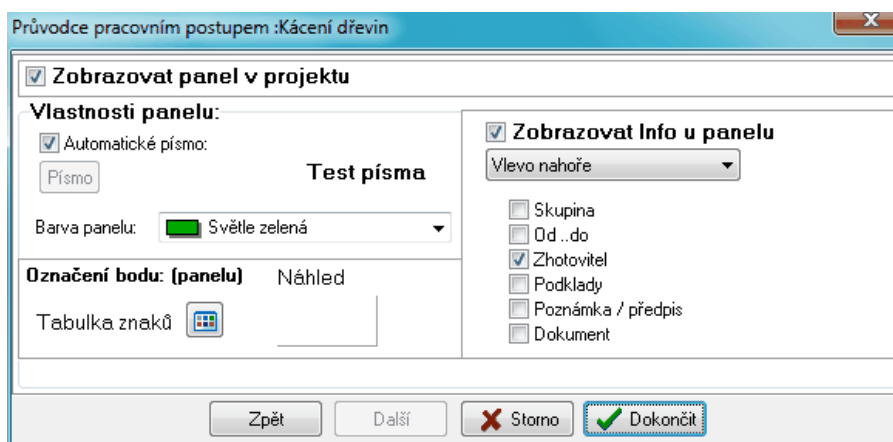 Průvodce pracovním postupem :Kácení dřevin
Zobrazovat panel v projektu
Vlastnosti panelu:
Automatické písmo:
Písmo
Test písma
Barva panelu:
Světle zelená
Označení bodu: (panelu)
Náhled
Tabulka znaků
Zobrazovat Info u panelu
Vlevo nahoře
Skupina
Od ..do
Zhotovitel
Podklady
Poznámka / předpis
Dokument
Zpět
Další
Storno
Dokončit